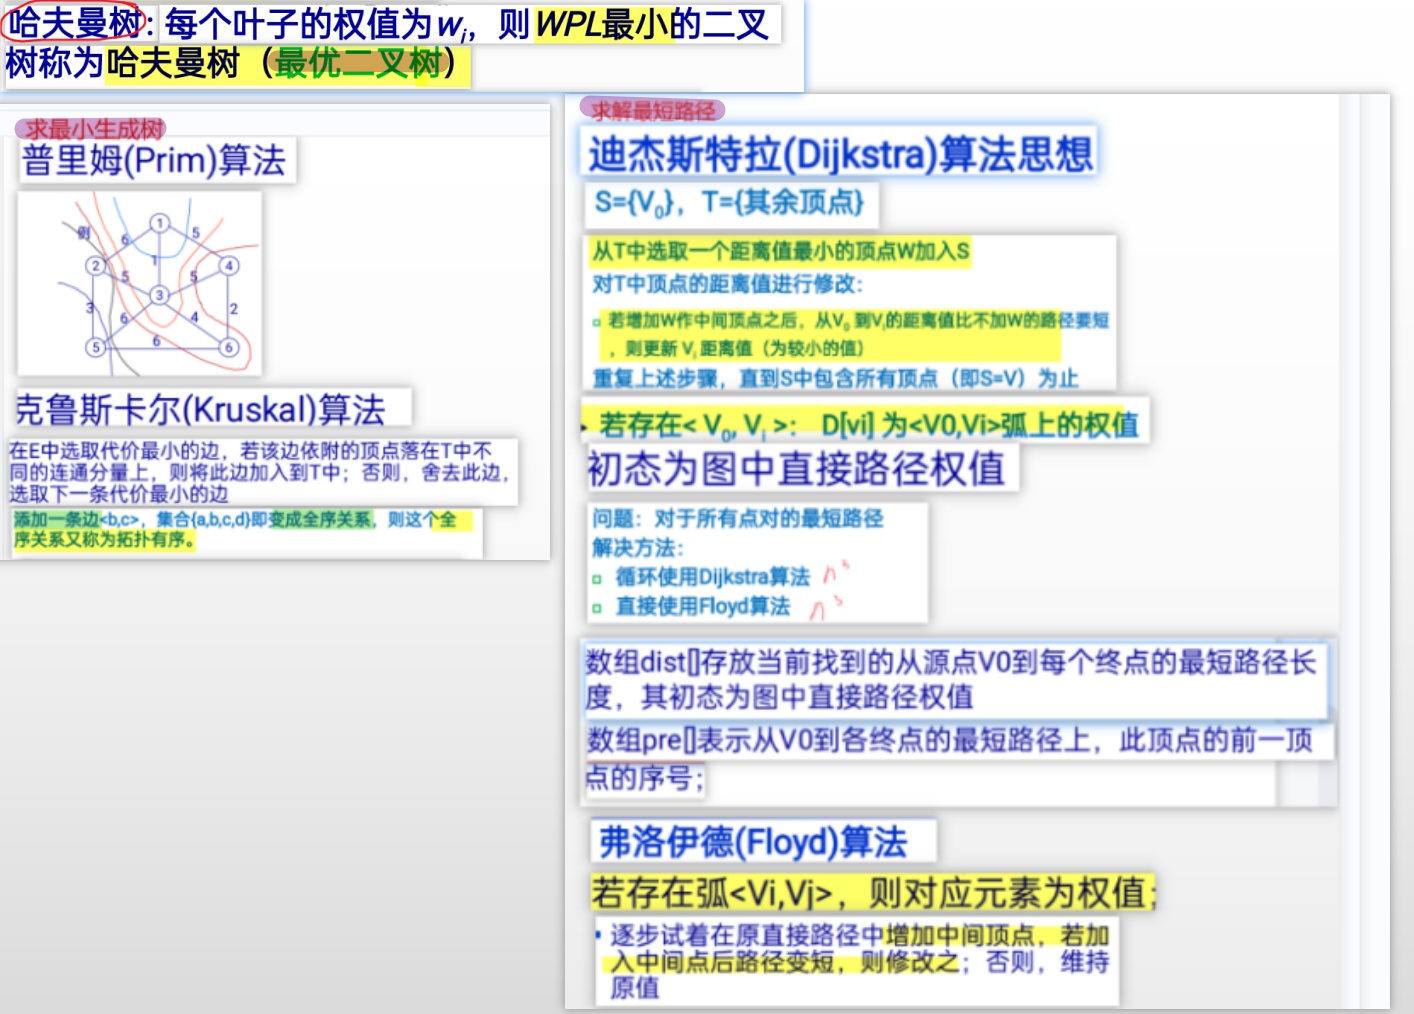 哈夫曼树：每个叶子的权值为wi，则WPL最小的二叉
树称为哈夫曼树（最优二叉树）
求最小生成树
普里姆(Prim)算法
例
1
6
5
2
1
4
5
5
3
3
2
6
4
5
6
6
克鲁斯卡尔(Kruskal)算法
在E中选取代价最小的边，若该边依附的顶点落在T中不
同的连通分量上，则将此边加入到T中；否则，舍去此边，
选取下一条代价最小的边
添加一条边<b,c>，集合{a,b,c,d}即变成全序关系，则这个全
序关系又称为拓扑有序。
求解最短路径
迪杰斯特拉(Dijkstra)算法思想
S={V0}，T={其余顶点}
从T中选取一个距离值最小的顶点W加入S
对T中顶点的距离值进行修改：
若增加W作中间顶点之后，从V0 到Vi的距离值比不加W的路径要短
，则更新 Vi 距离值（为较小的值）
重复上述步骤，直到S中包含所有顶点（即S=V）为止
若存在< V0, Vi >： D[vi] 为<V0,Vi>弧上的权值
初态为图中直接路径权值
问题：对于所有点对的最短路径
解决方法：
循环使用Dijkstra算法
直接使用Floyd算法 n³
数组dist[]存放当前找到的从源点V0到每个终点的最短路径长
度，其初态为图中直接路径权值
数组pre[]表示从V0到各终点的最短路径上，此顶点的前一顶
点的序号；
弗洛伊德(Floyd)算法
若存在弧<Vi,Vj>，则对应元素为权值；
逐步试着在原直接路径中增加中间顶点，若加
入中间点后路径变短，则修改之；否则，维持
原值